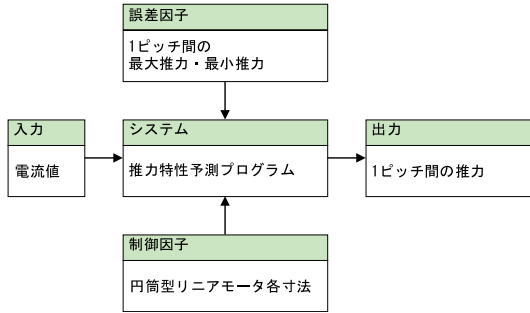 誤差因子
1ピッチ間の
最大推力・最小推力
入力
電流値
システム
推力特性予測プログラム
出力
1ピッチ間の推力
制御因子
円筒型リニアモータ各寸法